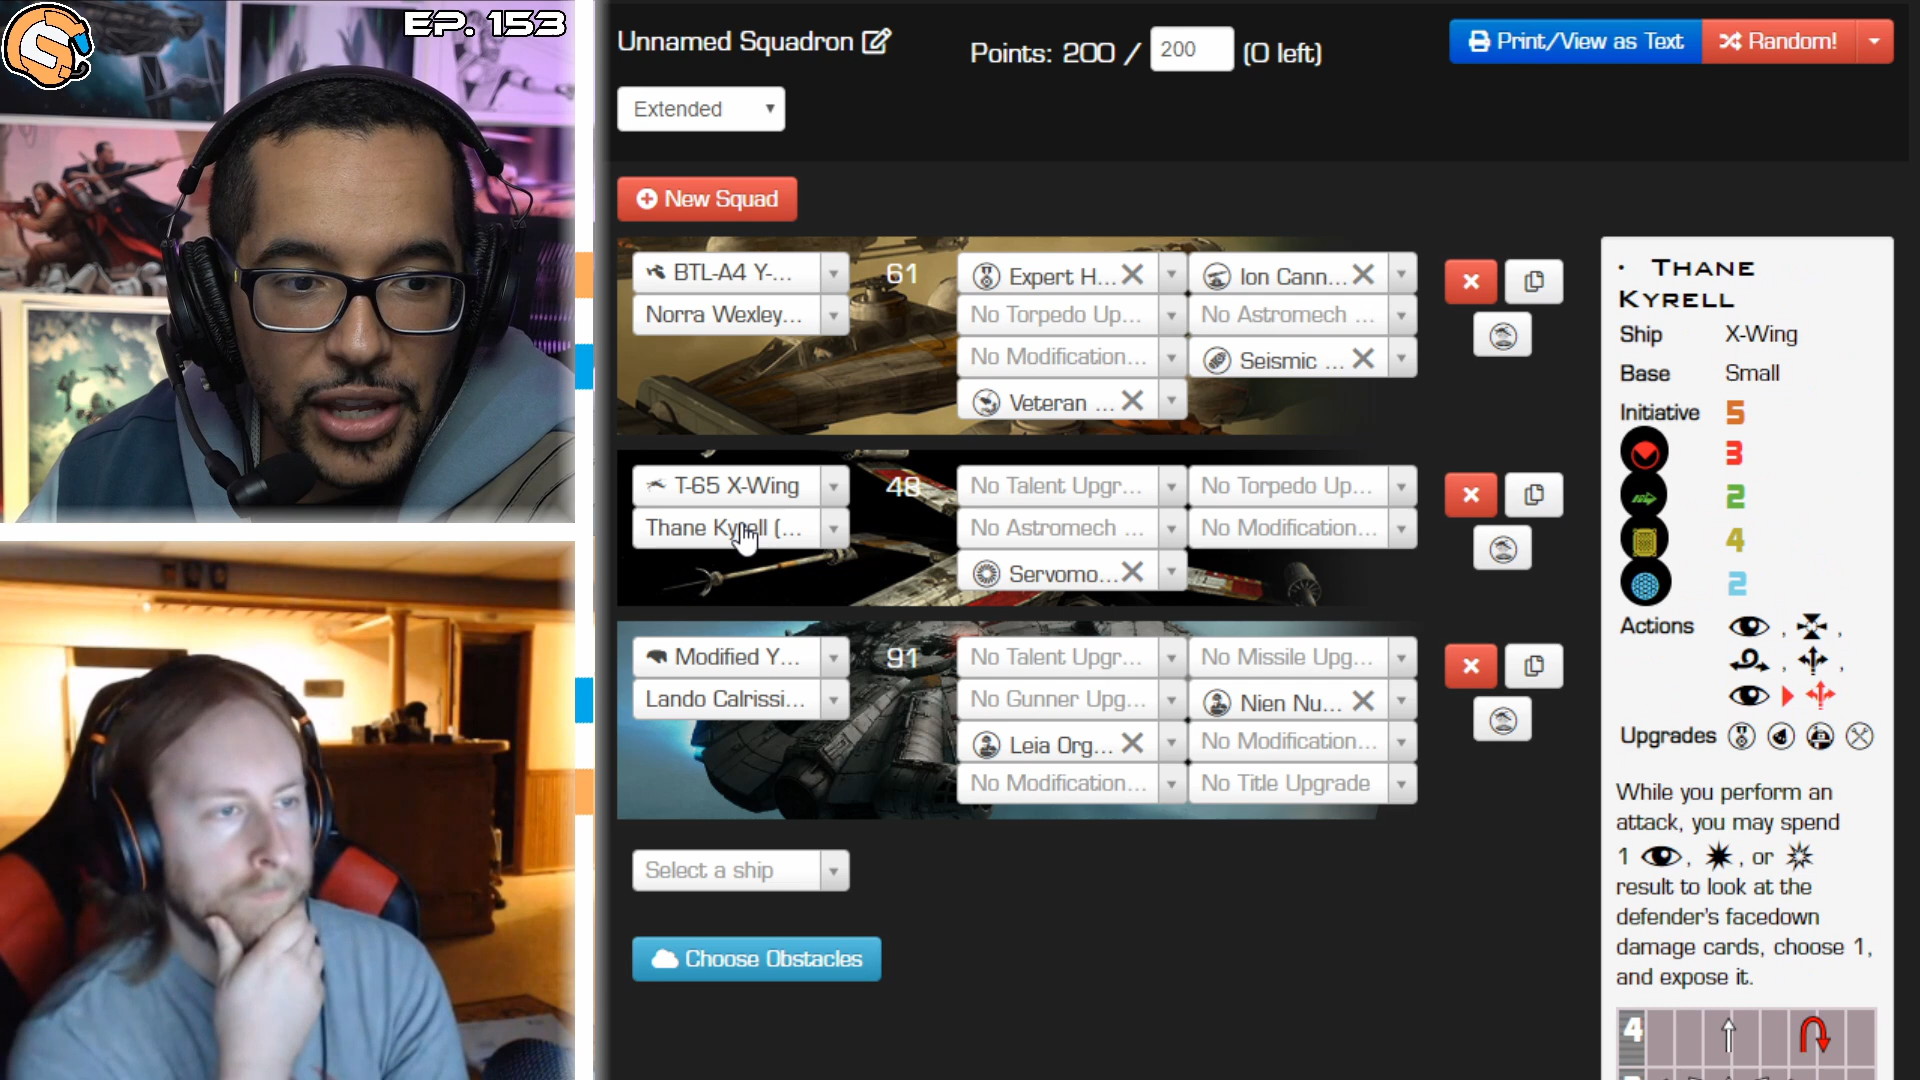 EP. 153
Unnamed Squadron
Points: 200 / 200 (0 left)
Print/View as Text
Random!
Extended
New Squad
BTL-A4 Y-...
61
Expert H...
Ion Cann...
Norra Wexley...
No Torpedo Up...
No Astromech ...
No Modification...
Seismic ...
Veteran ...
T-65 X-Wing
48
No Talent Upgr...
No Torpedo Up...
Thane Kyrell (...
No Astromech ...
No Modification...
Servomo...
Modified Y...
91
No Talent Upgr...
No Missile Upg...
Lando Calrissi...
No Gunner Upg...
Nien Nu...
Leia Org...
No Modification...
No Modification...
No Title Upgrade
Select a ship
Choose Obstacles
· THANE
KYRELL
Ship X-Wing
Base Small
Initiative 5
3
2
4
2
Actions , ,
, ,
Upgrades
While you perform an
attack, you may spend
1 , , or
result to look at the
defender's facedown
damage cards, choose 1,
and expose it.
4